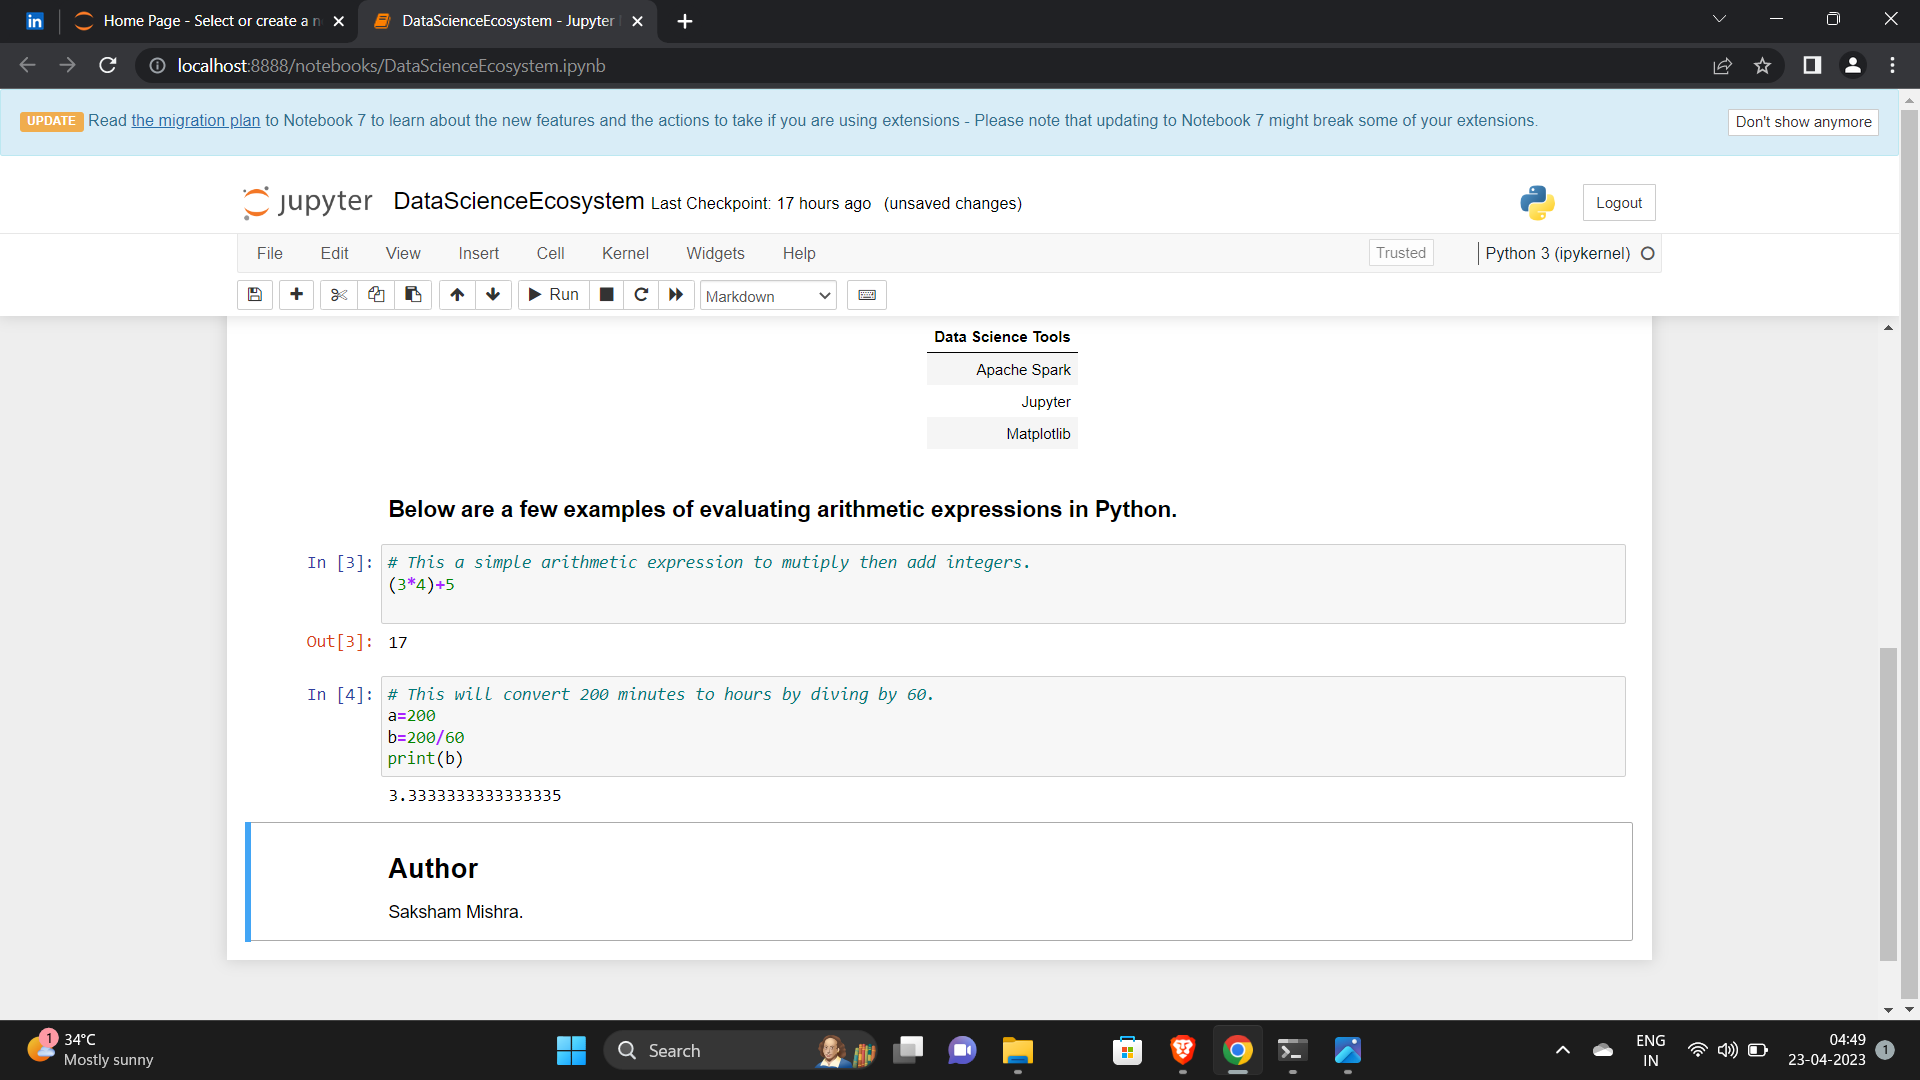 in
Home Page - Select or create a n
DataScienceEcosystem - Jupyter
localhost:8888/notebooks/DataScienceEcosystem.ipynb
UPDATE Read the migration plan to Notebook 7 to learn about the new features and the actions to take if you are using extensions - Please note that updating to Notebook 7 might break some of your extensions.
Don't show anymore
jupyter DataScienceEcosystem Last Checkpoint: 17 hours ago (unsaved changes)
Logout
File Edit View Insert Cell Kernel Widgets Help
Trusted
Python 3 (ipykernel)
Run
Markdown
Data Science Tools
Apache Spark
Jupyter
Matplotlib
Below are a few examples of evaluating arithmetic expressions in Python.
In [3]: # This a simple arithmetic expression to mutiply then add integers.
(3*4)+5
Out[3]: 17
In [4]: # This will convert 200 minutes to hours by diving by 60.
a=200
b=200/60
print(b)
3.3333333333333335
Author
Saksham Mishra.
1
34°C
Mostly sunny
Search
ENG
IN
04:49
23-04-2023
1